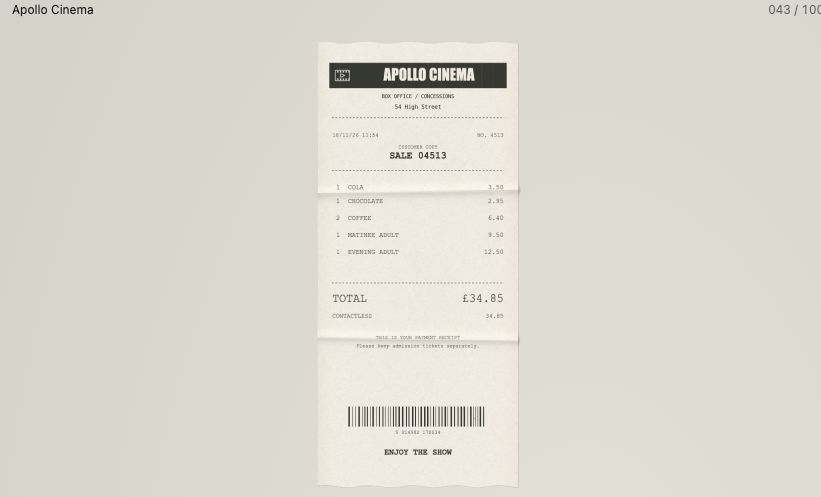 Apollo Cinema
043 / 100
APOLLO CINEMA
BOX OFFICE / CONCESSIONS
54 High Street
18/11/26 11:54 NO. 4513
CUSTOMER COPY
SALE 04513
1 COLA 3.50
1 CHOCOLATE 2.95
2 COFFEE 6.40
1 MATINEE ADULT 9.50
1 EVENING ADULT 12.50
TOTAL £34.85
CONTACTLESS 34.85
THIS IS YOUR PAYMENT RECEIPT
Please keep admission tickets separately.
5 014982 170034
ENJOY THE SHOW